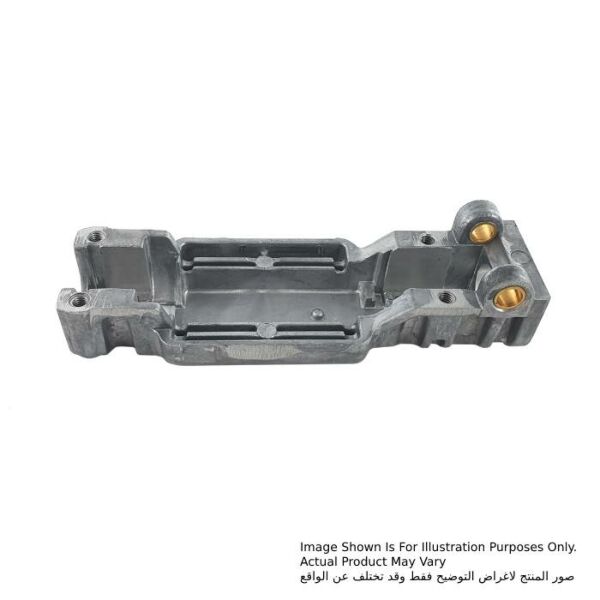 Image Shown Is For Illustration Purposes Only.
Actual Product May Vary
صور المنتج لاغراض التوضيح فقط وقد تختلف عن الواقع